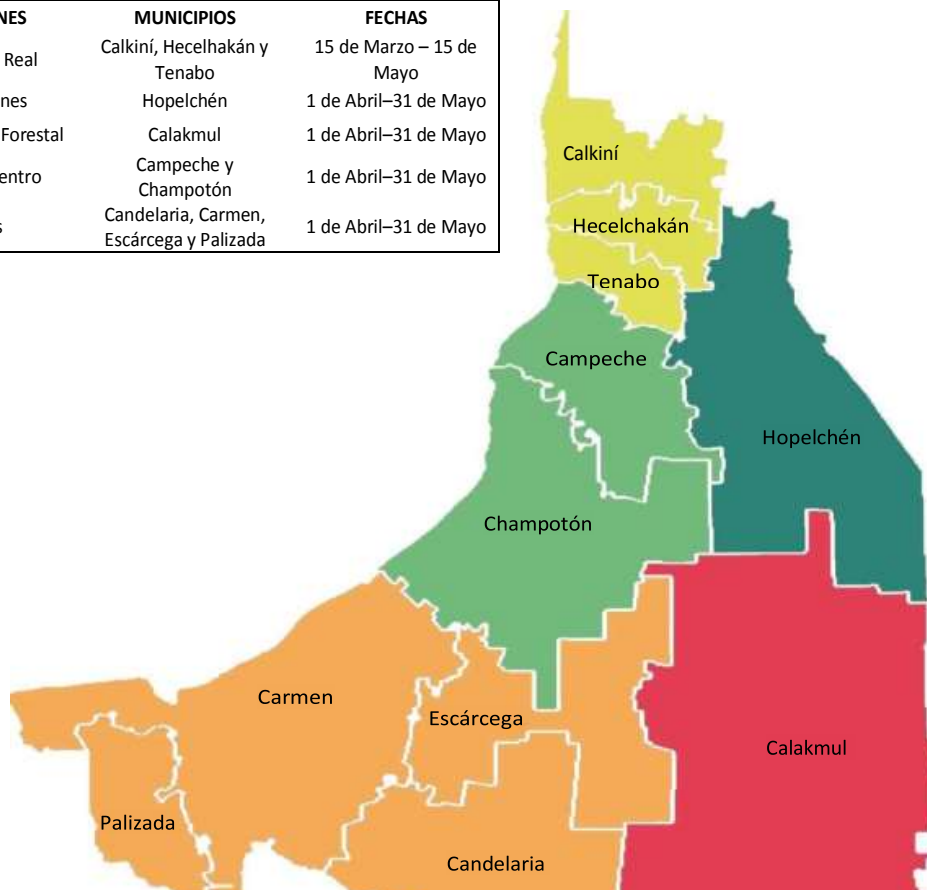 NES MUNICIPIOS FECHAS
Real Calkiní, Hecelhakán y Tenabo 15 de Marzo – 15 de Mayo
nes Hopelchén 1 de Abril–31 de Mayo
Forestal Calakmul 1 de Abril–31 de Mayo
entro Campeche y Champotón 1 de Abril–31 de Mayo
s Candelaria, Carmen, Escárcega y Palizada 1 de Abril–31 de Mayo
Calkiní
Hecelchakán
Tenabo
Campeche
Hopelchén
Champotón
Carmen
Escárcega
Calakmul
Palizada
Candelaria